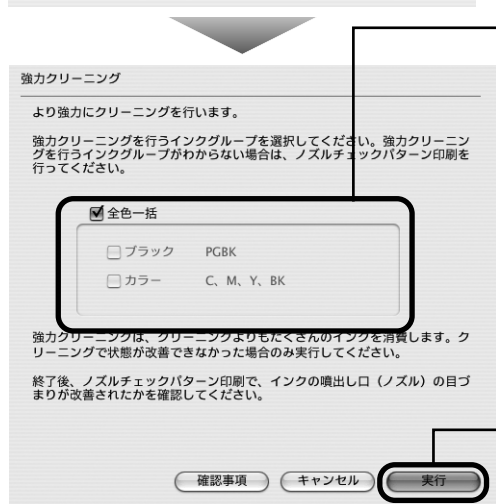 強力クリーニング
より強力にクリーニングを行います。
強力クリーニングを行うインクグループを選択してください。強力クリーニン
グを行うインクグループがわからない場合は、ノズルチェックパターン印刷を
行ってください。
全色一括
ブラック PGBK
カラー C、M、Y、BK
強力クリーニングは、クリーニングよりもたくさんのインクを消費します。ク
リーニングで状態が改善できなかった場合のみ実行してください。
終了後、ノズルチェックパターン印刷で、インクの噴出し口（ノズル）の目づ
まりが改善されたかを確認してください。
確認事項 キャンセル 実行